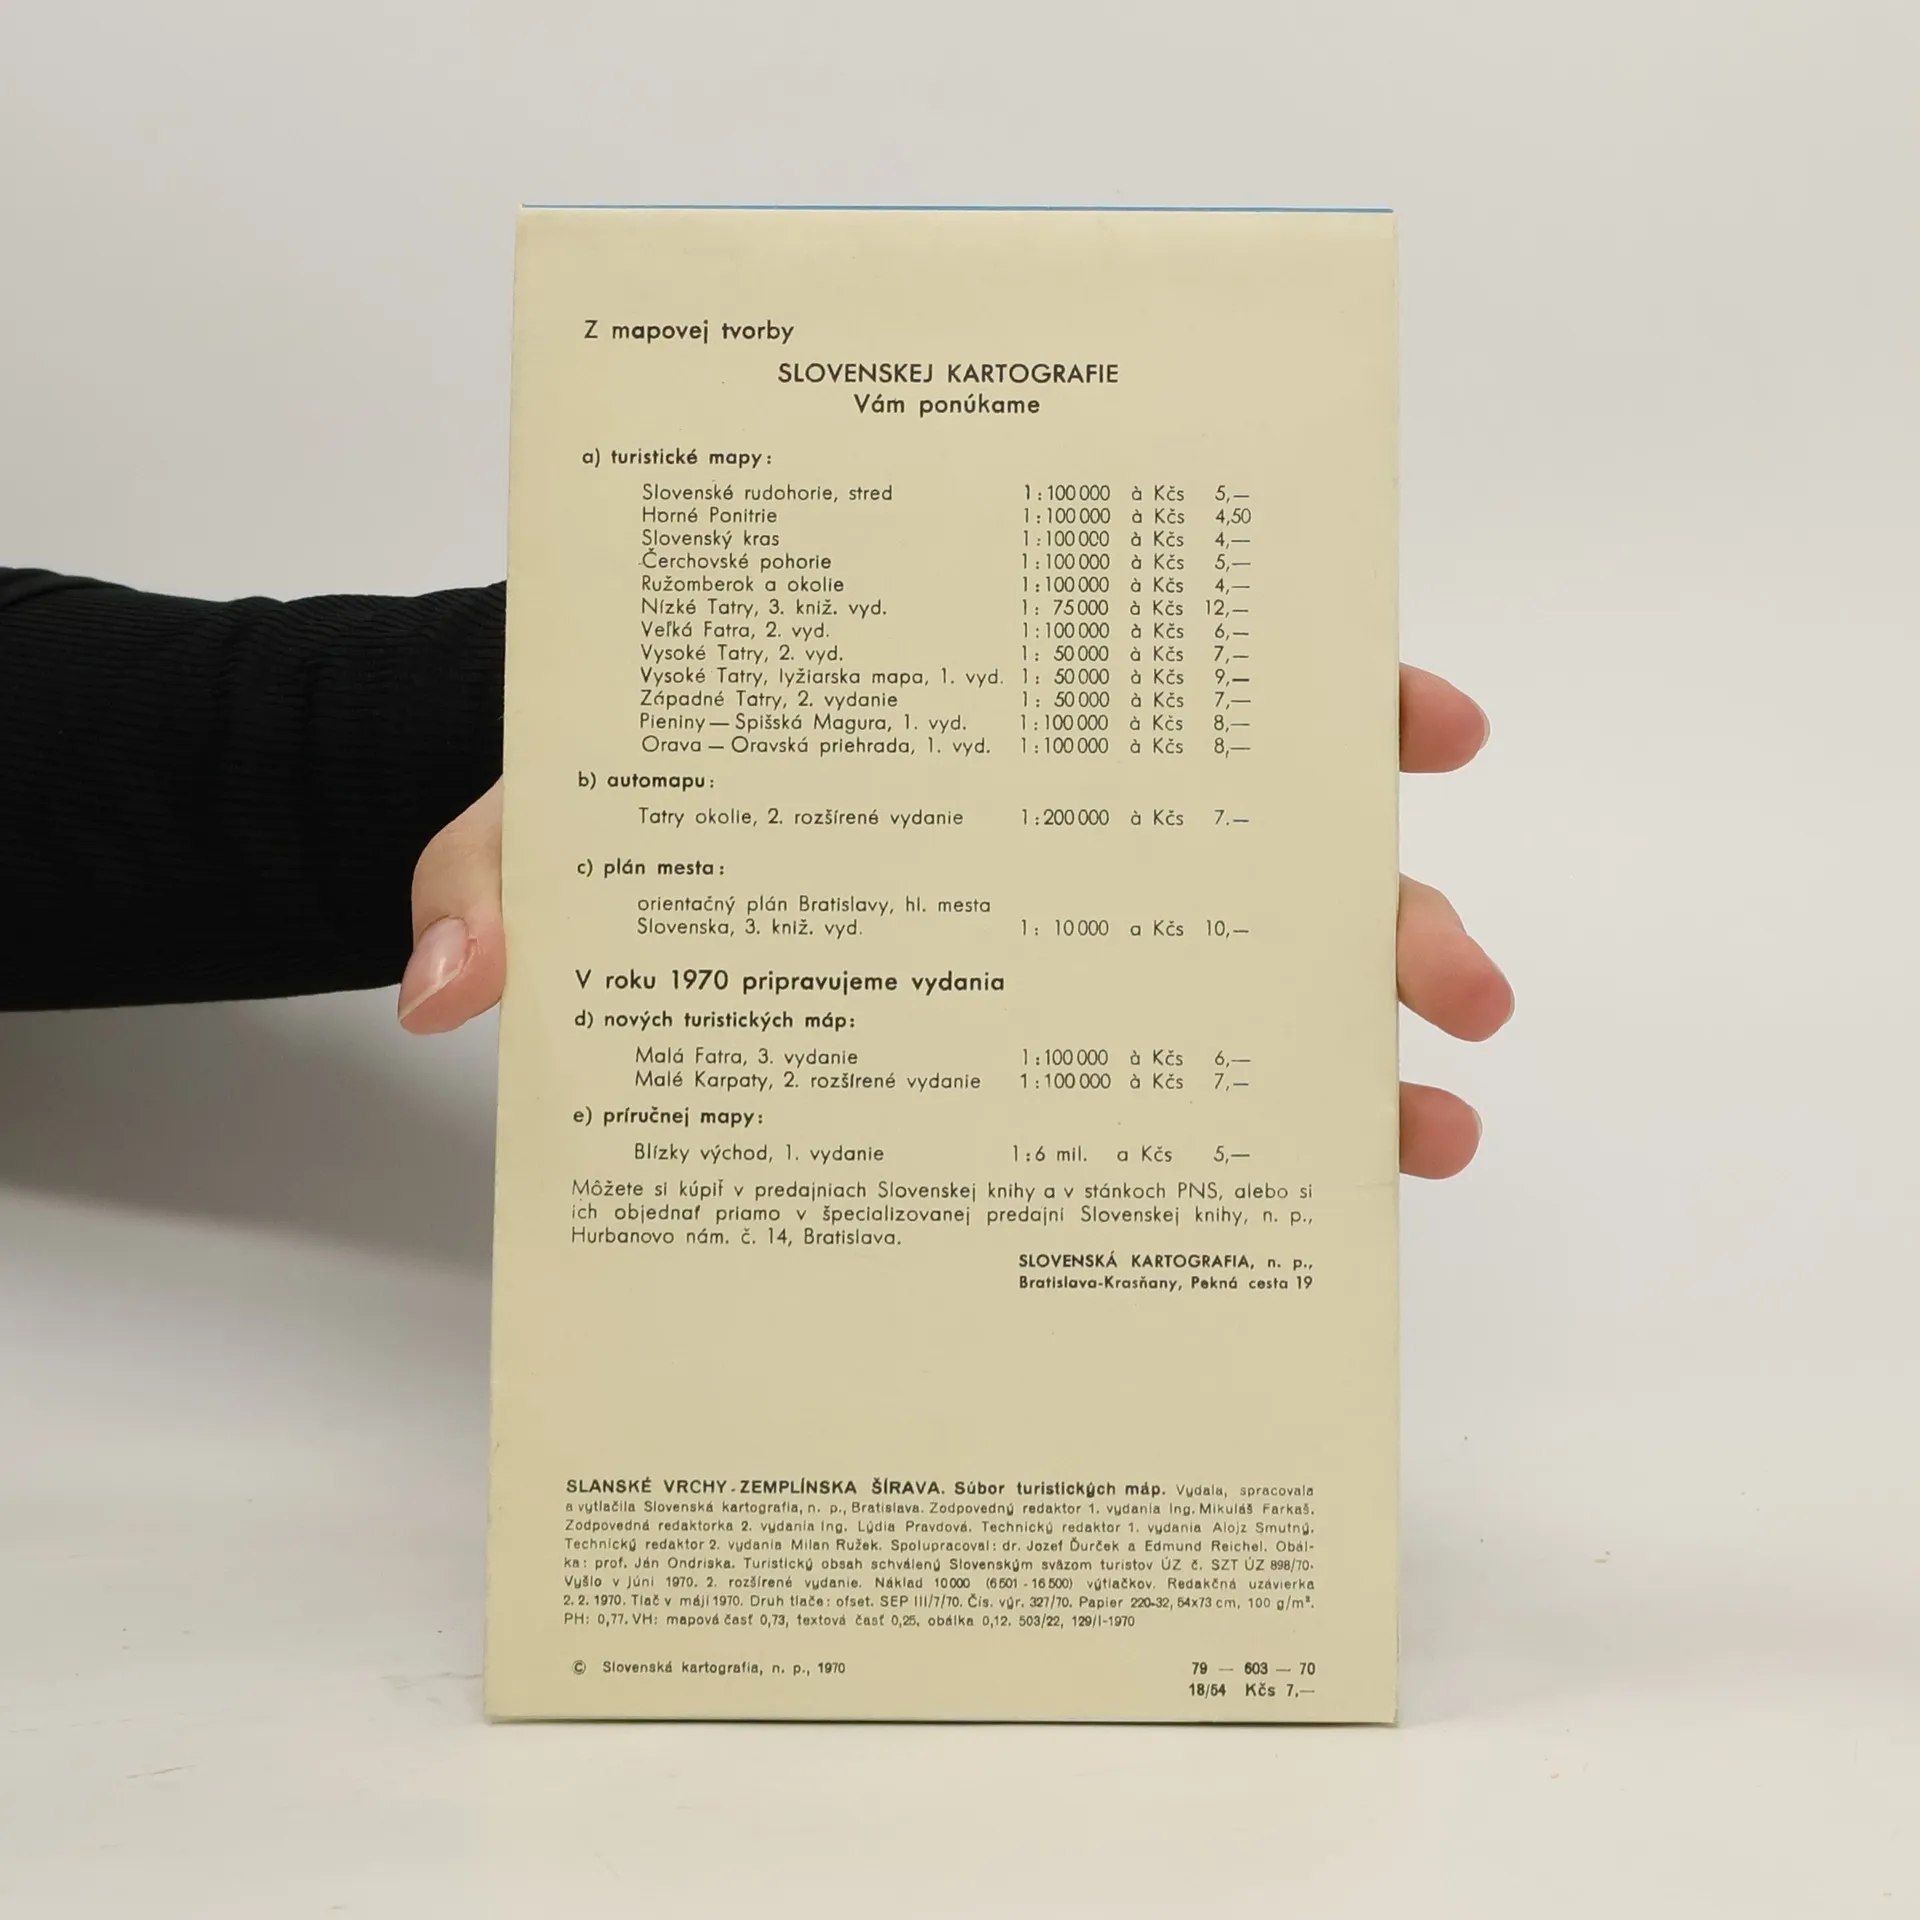 Z mapovej tvorby
SLOVENSKEJ KARTOGRAFIE
Vám ponúkame
a) turistické mapy:
Slovenské rudohorie, stred 1:100 000 à Kčs 5,—
Horné Ponitrie 1:100 000 à Kčs 4,50
Slovenský kras 1:100 000 à Kčs 4,—
Čerchovské pohorie 1:100 000 à Kčs 5,—
Ružomberok a okolie 1:100 000 à Kčs 4,—
Nízké Tatry, 3. kniž. vyd. 1: 75 000 à Kčs 12,—
Veľká Fatra, 2. vyd. 1:100 000 à Kčs 6,—
Vysoké Tatry, 2. vyd. 1: 50 000 à Kčs 7,—
Vysoké Tatry, lyžiarska mapa, 1. vyd. 1: 50 000 à Kčs 9,—
Západné Tatry, 2. vydanie 1: 50 000 à Kčs 7,—
Pieniny — Spišská Magura, 1. vyd. 1:100 000 à Kčs 8,—
Orava — Oravská priehrada, 1. vyd. 1:100 000 à Kčs 8,—
b) automapu:
Tatry okolie, 2. rozšírené vydanie 1:200 000 à Kčs 7.—
c) plán mesta:
orientačný plán Bratislavy, hl. mesta
Slovenska, 3. kniž. vyd. 1: 10 000 a Kčs 10,—
V roku 1970 pripravujeme vydania
d) nových turistických máp:
Malá Fatra, 3. vydanie 1:100 000 à Kčs 6,—
Malé Karpaty, 2. rozšírené vydanie 1:100 000 à Kčs 7,—
e) príručnej mapy:
Blízky východ, 1. vydanie 1:6 mil. a Kčs 5,—
Môžete si kúpiť v predajniach Slovenskej knihy a v stánkoch PNS, alebo si
ich objednať priamo v špecializovanej predajni Slovenskej knihy, n. p.,
Hurbanovo nám. č. 14, Bratislava.
SLOVENSKÁ KARTOGRAFIA, n. p.,
Bratislava-Krasňany, Pekná cesta 19
SLANSKÉ VRCHY-ZEMPLÍNSKA ŠÍRAVA. Súbor turistických máp. Vydala, spracovala
a vytlačila Slovenská kartografia, n. p., Bratislava. Zodpovedný redaktor 1. vydania Ing. Mikuláš Farkaš.
Zodpovedná redaktorka 2. vydania Ing. Lýdia Pravdová. Technický redaktor 1. vydania Alojz Smutný.
Technický redaktor 2. vydania Milan Ružek. Spolupracoval: dr. Jozef Ďurček a Edmund Reichel. Obál-
ka: prof. Ján Ondriska. Turistický obsah schválený Slovenským sväzom turistov ÚZ č. SZT ÚZ 898/70.
Vyšlo v júni 1970. 2. rozšírené vydanie. Náklad 10000 (6501-16500) výtlačkov. Redakčná uzávierka
2. 2. 1970. Tlač v máji 1970. Druh tlače: ofset. SEP III/7/70. Čís. výr. 327/70. Papier 220-32, 54x73 cm, 100 g/m².
PH: 0,77. VH: mapová časť 0,73, textová časť 0,25, obálka 0,12. 503/22, 129/I-1970
© Slovenská kartografia, n. p., 1970
79 — 603 — 70
18/54 Kčs 7,—